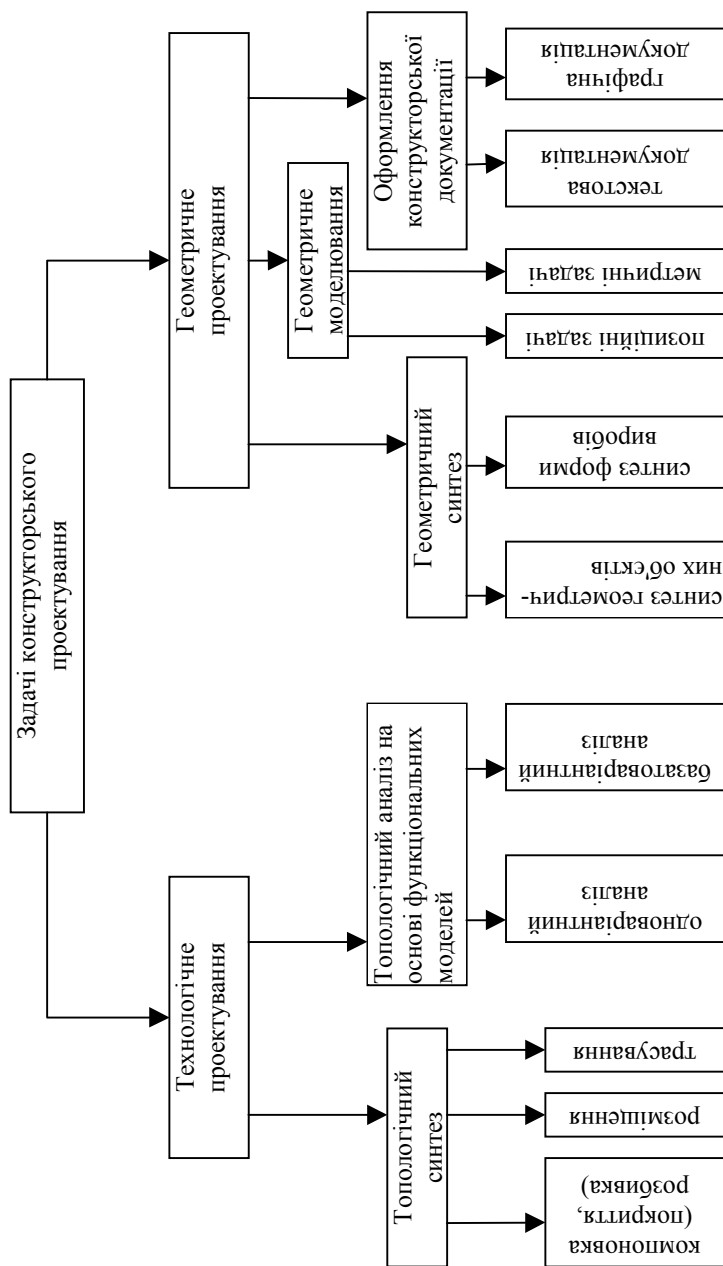 Задачі конструкторського
проектування
Технологічне
проектування
Геометричне
проектування
Топологічний
синтез
Топологічний аналіз на
основі функціональних
моделей
Геометричний
синтез
Геометричне
моделювання
Оформлення
конструкторської
документації
компоновка
(покриття,
розбивка)
розміщення
трасування
одноваріантний
аналіз
базатоваріантний
аналіз
синтез геометрич-
них об'єктів
синтез форми
виробів
позиційні задачі
метричні задачі
текстова
документація
графічна
документація